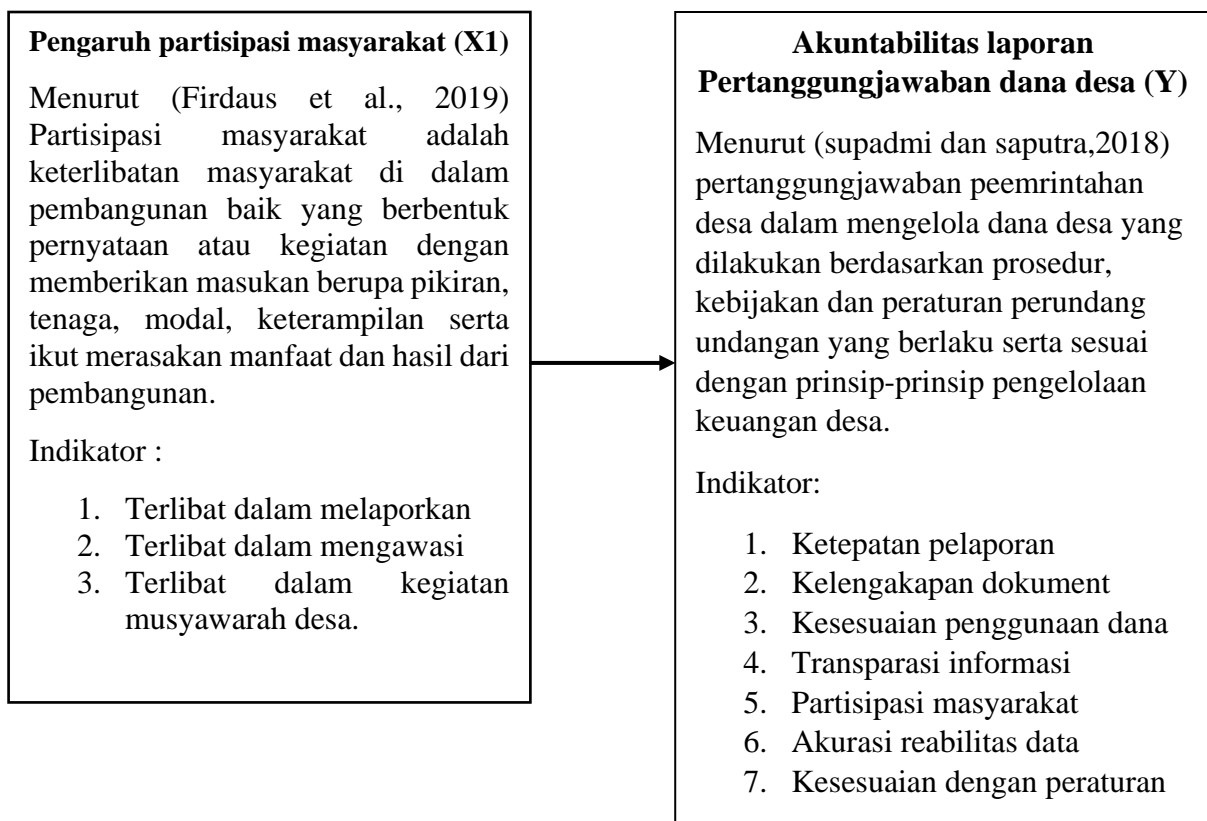 Pengaruh partisipasi masyarakat (X1)
Menurut (Firdaus et al., 2019)
Partisipasi masyarakat adalah
keterlibatan masyarakat di dalam
pembangunan baik yang berbentuk
pernyataan atau kegiatan dengan
memberikan masukan berupa pikiran,
tenaga, modal, keterampilan serta
ikut merasakan manfaat dan hasil dari
pembangunan.
Indikator :
1. Terlibat dalam melaporkan
2. Terlibat dalam mengawasi
3. Terlibat dalam kegiatan
musyawarah desa.
Akuntabilitas laporan
Pertanggungjawaban dana desa (Y)
Menurut (supadmi dan saputra,2018)
pertanggungjawaban peemrintahan
desa dalam mengelola dana desa yang
dilakukan berdasarkan prosedur,
kebijakan dan peraturan perundang
undangan yang berlaku serta sesuai
dengan prinsip-prinsip pengelolaan
keuangan desa.
Indikator:
1. Ketepatan pelaporan
2. Kelengakapan dokument
3. Kesesuaian penggunaan dana
4. Transparasi informasi
5. Partisipasi masyarakat
6. Akurasi reabilitas data
7. Kesesuaian dengan peraturan